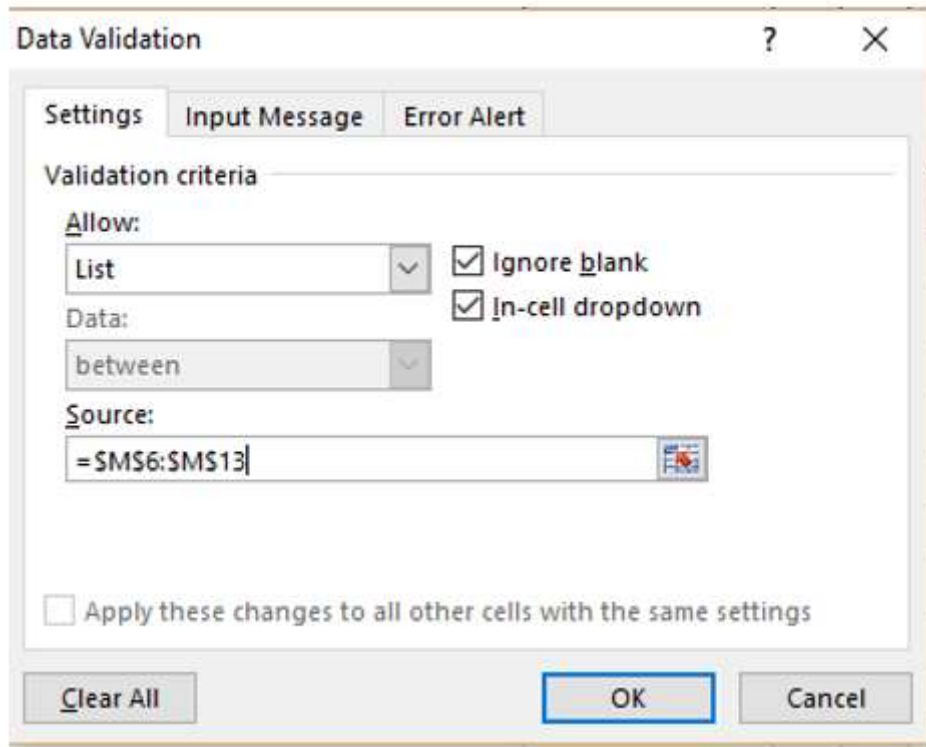 Data Validation ? ✕
Settings Input Message Error Alert
Validation criteria
Allow:
List
Ignore blank
In-cell dropdown
Data:
between
Source:
=$M$6:$M$13
Apply these changes to all other cells with the same settings
Clear All OK Cancel